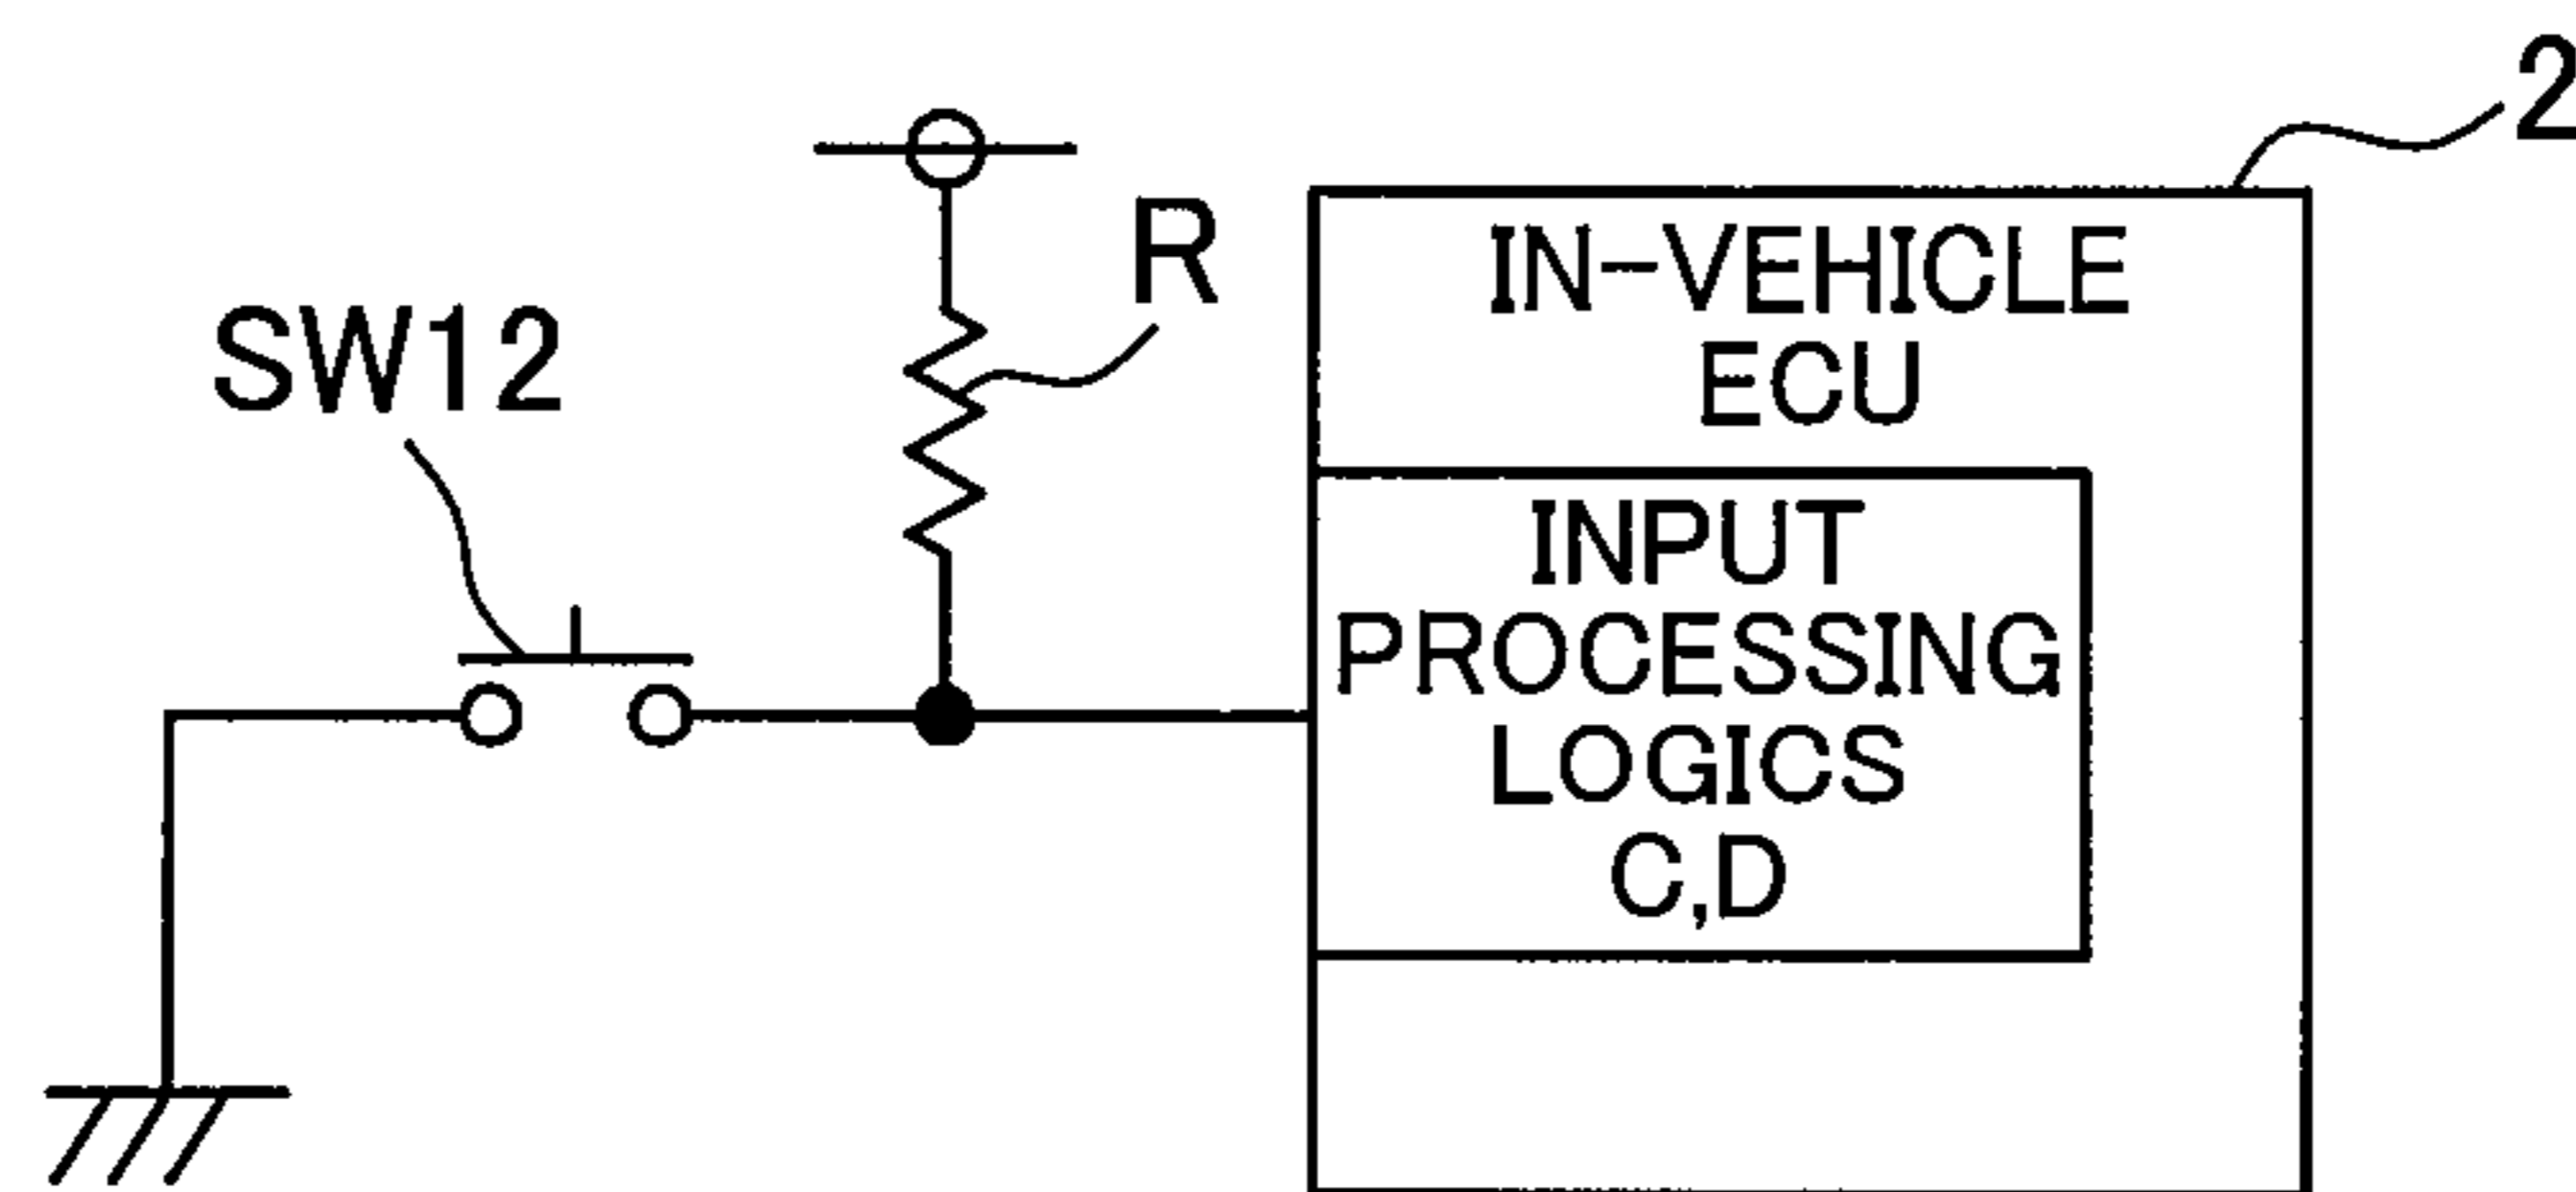 2
R
SW12
IN-VEHICLE
ECU
INPUT
PROCESSING
LOGICS
C,D